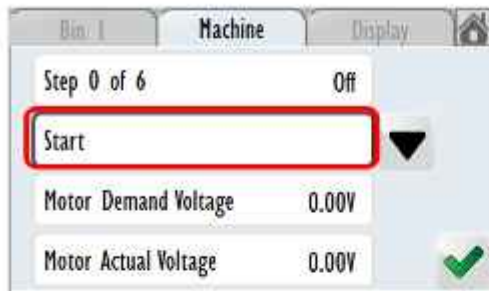 Bin 1 Machine Display
Step 0 of 6 Off
Start
Motor Demand Voltage 0.00V
Motor Actual Voltage 0.00V